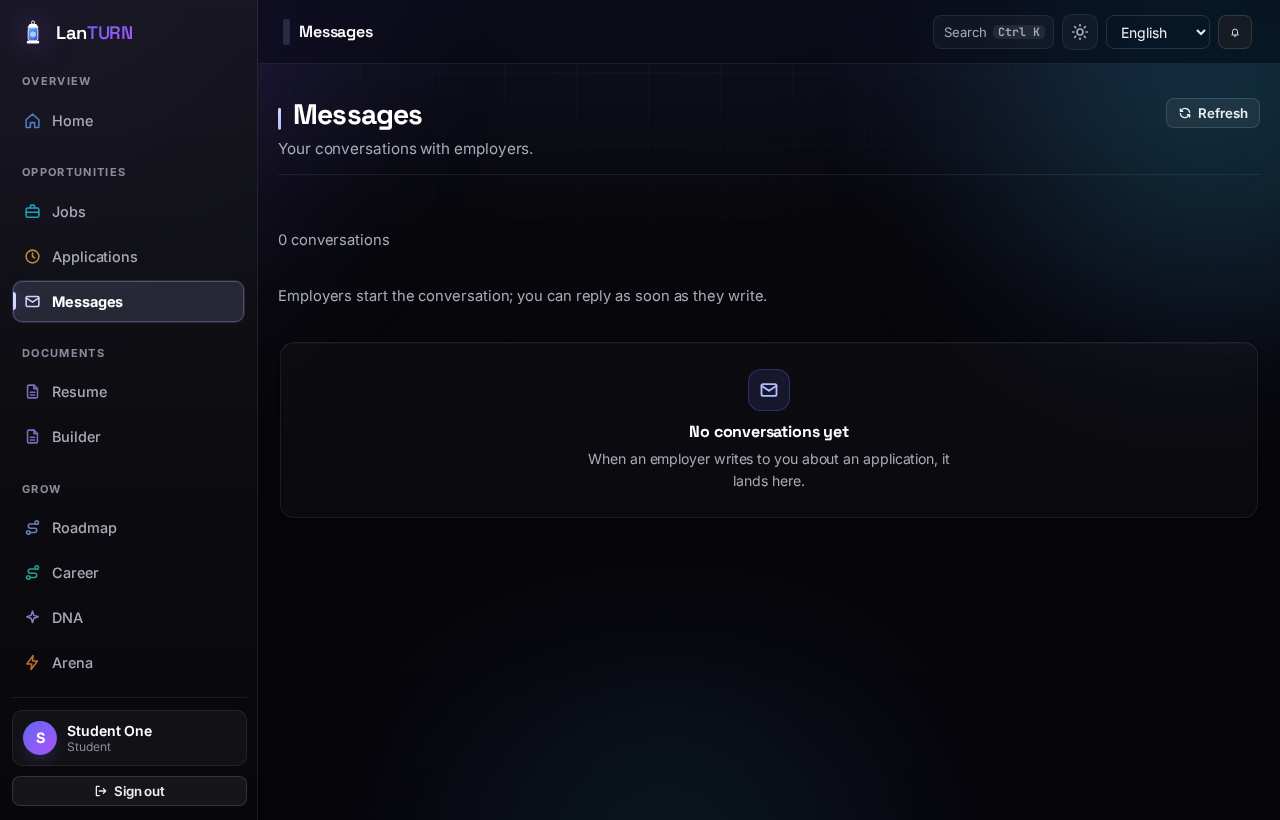 LanTURN
OVERVIEW
Home
OPPORTUNITIES
Jobs
Applications
Messages
DOCUMENTS
Resume
Builder
GROW
Roadmap
Career
DNA
Arena
S
Student One
Student
Sign out
Messages
Search Ctrl K
English
Messages
Refresh
Your conversations with employers.
0 conversations
Employers start the conversation; you can reply as soon as they write.
No conversations yet
When an employer writes to you about an application, it
lands here.